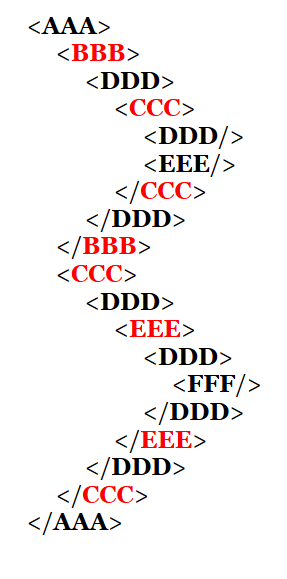 <AAA>
<BBB>
<DDD>
<CCC>
<DDD/>
<EEE/>
</CCC>
</DDD>
</BBB>
<CCC>
<DDD>
<EEE>
<DDD>
<FFF/>
</DDD>
</EEE>
</DDD>
</CCC>
</AAA>